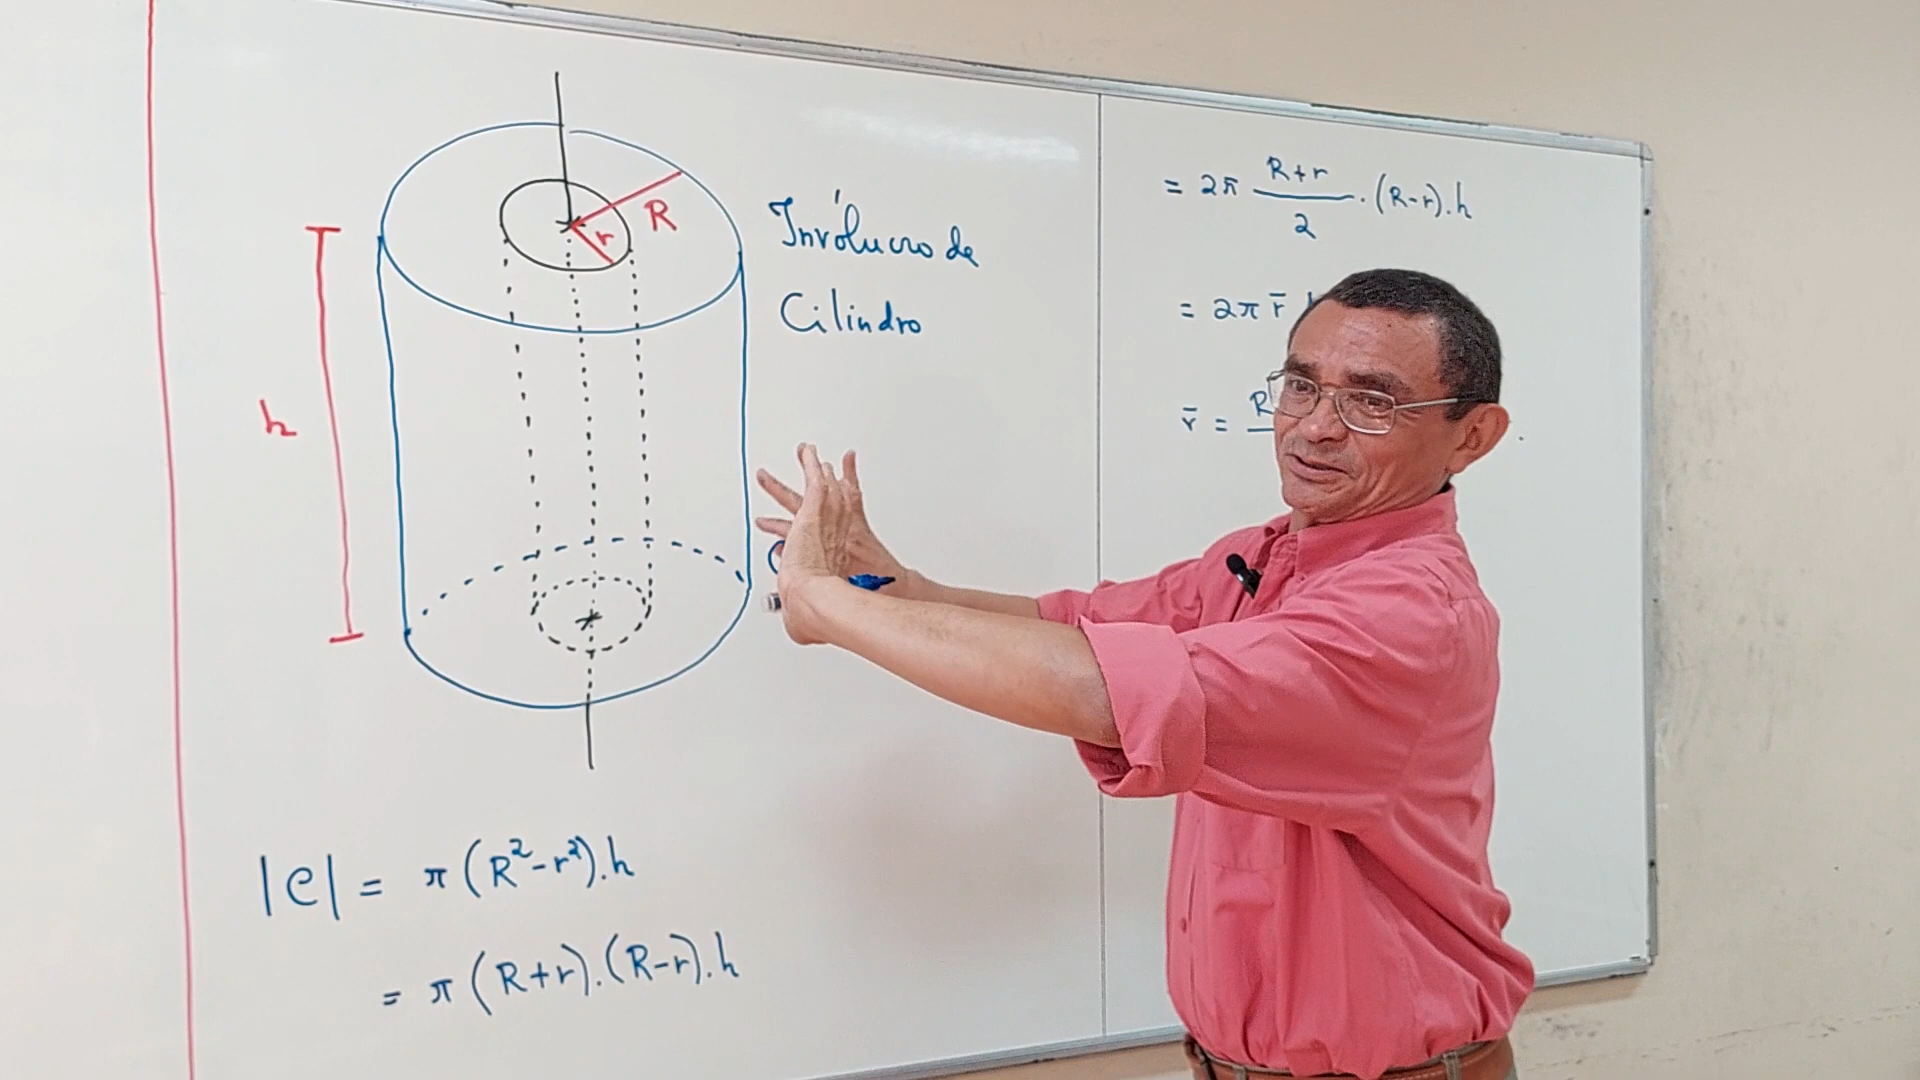 R
r
h
Invólucro de
Cilindro
|C| = π(R²-r²).h
= π(R+r).(R-r).h
= 2π (R+r)/2 . (R-r).h
= 2π r̄
r̄ = R